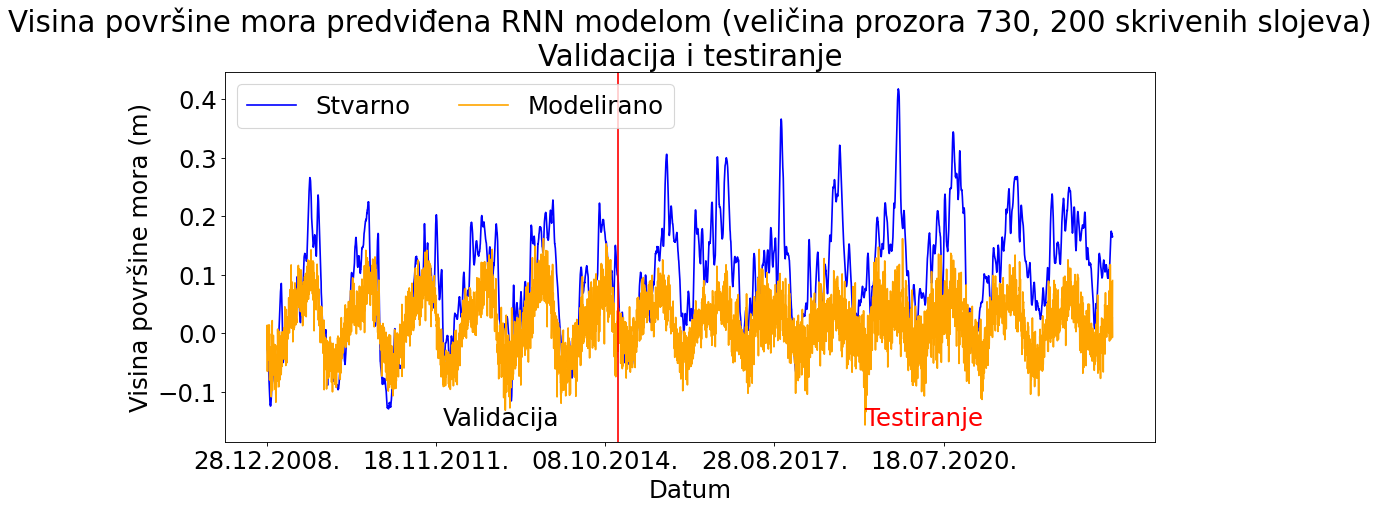 Visina površine mora predviđena RNN modelom (veličina prozora 730, 200 skrivenih slojeva)
Validacija i testiranje
Stvarno
Modelirano
Visina površine mora (m)
0.4
0.3
0.2
0.1
0.0
−0.1
Validacija
Testiranje
28.12.2008.
18.11.2011.
08.10.2014.
28.08.2017.
18.07.2020.
Datum